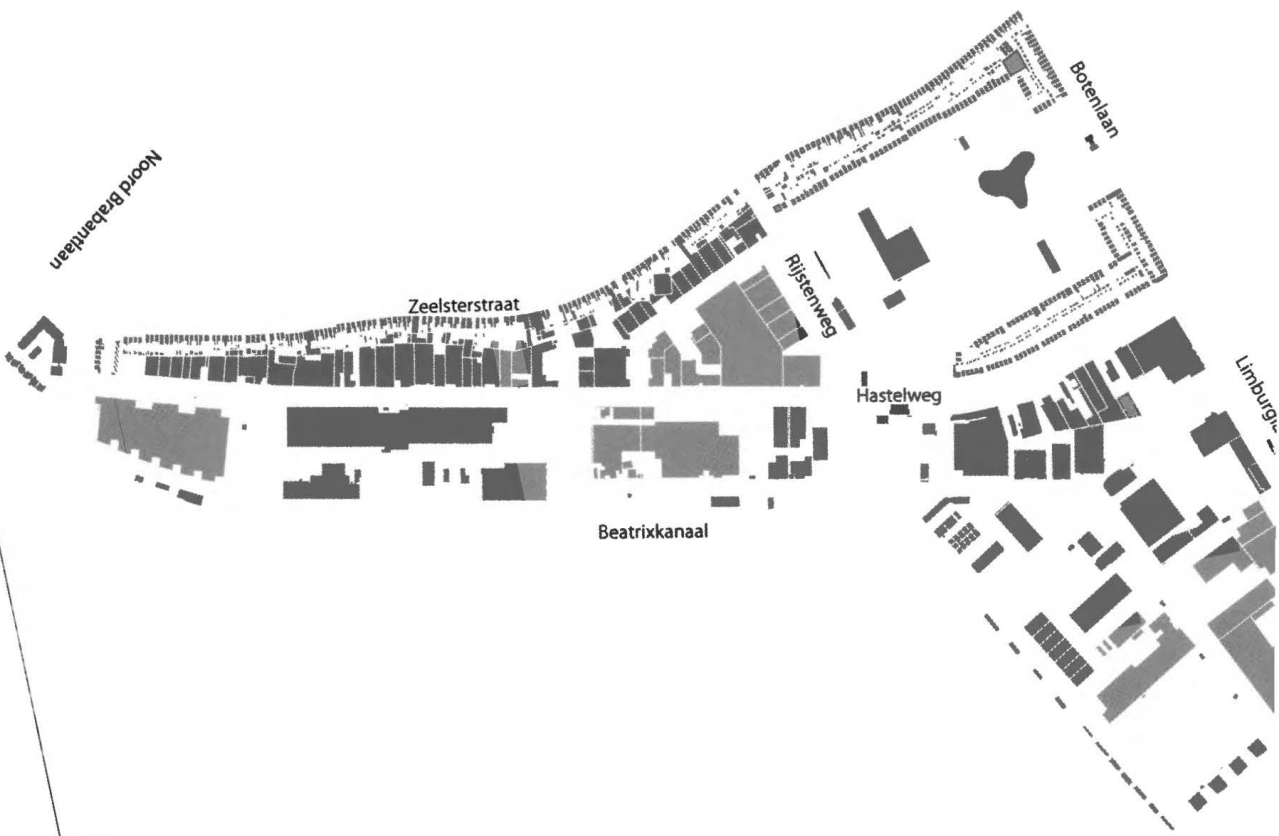 Botenlaan
Noord Brabantlaan
Rijstenweg
Zeelsterstraat
Hastelweg
Beatrixkanaal